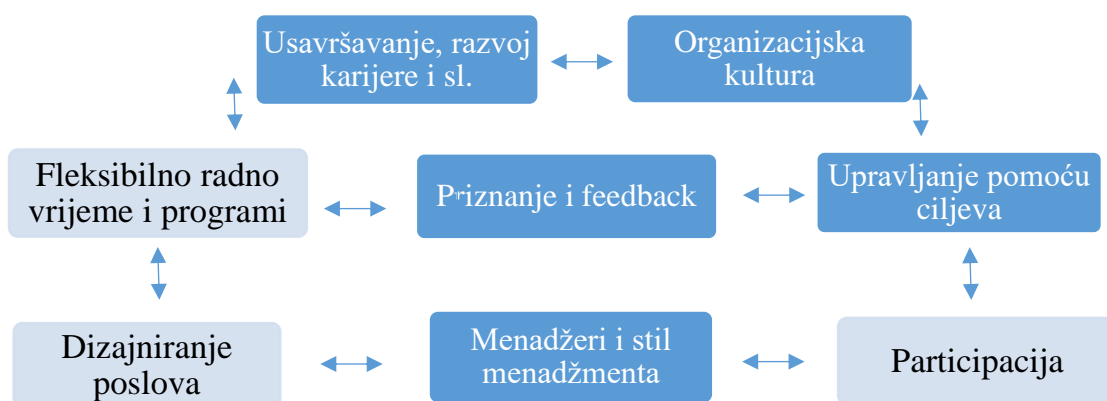 Usavršavanje, razvoj
karijere i sl.
Organizacijska
kultura
Fleksibilno radno
vrijeme i programi
Priznanje i feedback
Upravljanje pomoću
ciljeva
Dizajniranje
poslova
Menadžeri i stil
menadžmenta
Participacija